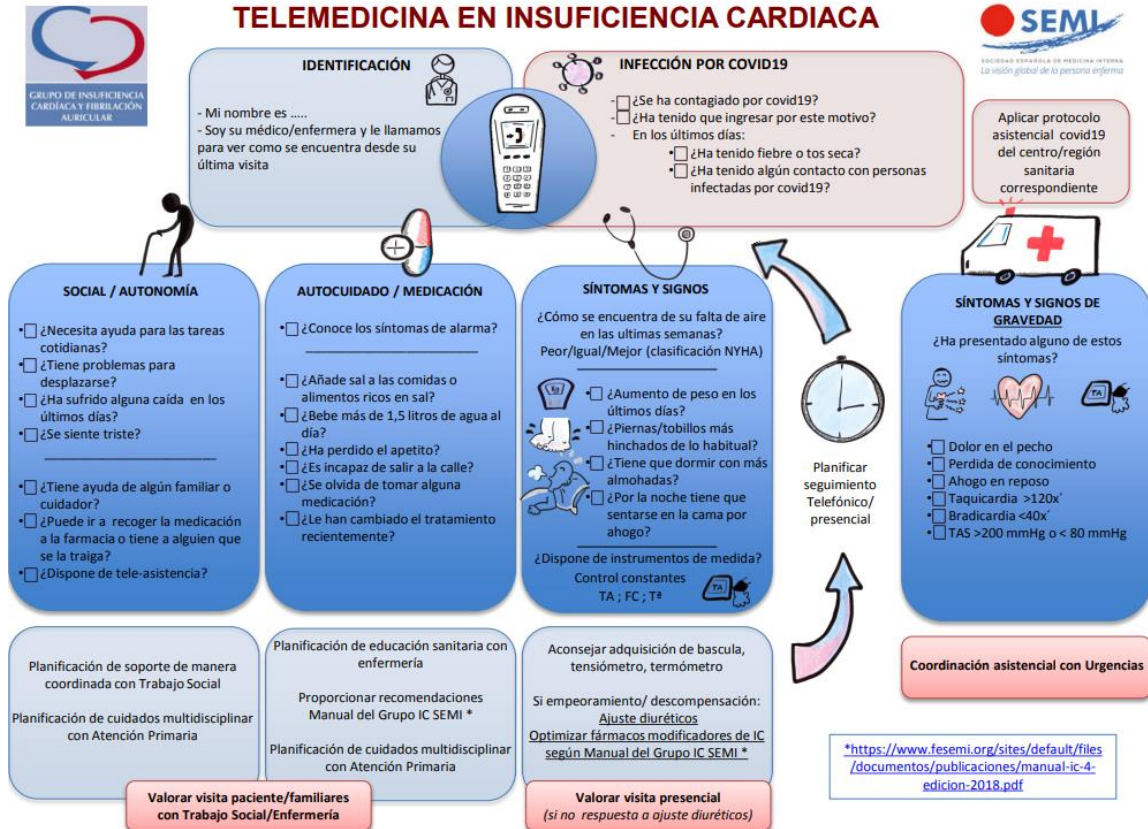 TELEMEDICINA EN INSUFICIENCIA CARDIACA
GRUPO DE INSUFICIENCIA
CARDÍACA Y FIBRILACIÓN
AURICULAR
SEMI
SOCIEDAD ESPAÑOLA DE MEDICINA INTERNA
La visión global de la persona enferma
IDENTIFICACIÓN
- Mi nombre es .....
- Soy su médico/enfermera y le llamamos
para ver como se encuentra desde su
última visita
INFECCIÓN POR COVID19
- ¿Se ha contagiado por covid19?
- ¿Ha tenido que ingresar por este motivo?
- En los últimos días:
• ¿Ha tenido fiebre o tos seca?
• ¿Ha tenido algún contacto con personas
infectadas por covid19?
Aplicar protocolo
asistencial covid19
del centro/región
sanitaria
correspondiente
SOCIAL / AUTONOMÍA
• ¿Necesita ayuda para las tareas
cotidianas?
• ¿Tiene problemas para
desplazarse?
• ¿Ha sufrido alguna caída en los
últimos días?
• ¿Se siente triste?
• ¿Tiene ayuda de algún familiar o
cuidador?
• ¿Puede ir a recoger la medicación
a la farmacia o tiene a alguien que
se la traiga?
• ¿Dispone de tele-asistencia?
AUTOCUIDADO / MEDICACIÓN
• ¿Conoce los síntomas de alarma?
• ¿Añade sal a las comidas o
alimentos ricos en sal?
• ¿Bebe más de 1,5 litros de agua al
día?
• ¿Ha perdido el apetito?
• ¿Es incapaz de salir a la calle?
• ¿Se olvida de tomar alguna
medicación?
• ¿Le han cambiado el tratamiento
recientemente?
SÍNTOMAS Y SIGNOS
¿Cómo se encuentra de su falta de aire
en las ultimas semanas?
Peor/Igual/Mejor (clasificación NYHA)
• ¿Aumento de peso en los
últimos días?
• ¿Piernas/tobillos más
hinchados de lo habitual?
• ¿Tiene que dormir con más
almohadas?
• ¿Por la noche tiene que
sentarse en la cama por
ahogo?
¿Dispone de instrumentos de medida?
Control constantes
TA ; FC ; Tª
TA
Planificar
seguimiento
Telefónico/
presencial
SÍNTOMAS Y SIGNOS DE
GRAVEDAD
¿Ha presentado alguno de estos
síntomas?
TA
• Dolor en el pecho
• Perdida de conocimiento
• Ahogo en reposo
• Taquicardia >120x´
• Bradicardia <40x´
• TAS >200 mmHg o < 80 mmHg
Planificación de soporte de manera
coordinada con Trabajo Social
Planificación de cuidados multidisciplinar
con Atención Primaria
Planificación de educación sanitaria con
enfermería
Proporcionar recomendaciones
Manual del Grupo IC SEMI *
Planificación de cuidados multidisciplinar
con Atención Primaria
Valorar visita paciente/familiares
con Trabajo Social/Enfermería
Aconsejar adquisición de bascula,
tensiómetro, termómetro
Si empeoramiento/ descompensación:
Ajuste diuréticos
Optimizar fármacos modificadores de IC
según Manual del Grupo IC SEMI *
Valorar visita presencial
(si no respuesta a ajuste diuréticos)
Coordinación asistencial con Urgencias
*https://www.fesemi.org/sites/default/files
/documentos/publicaciones/manual-ic-4-
edicion-2018.pdf